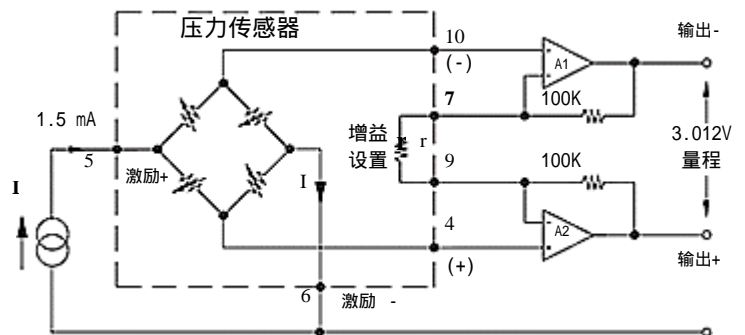 压力传感器
10
(-)
A1
输出-
7
100K
1.5 mA
增益
设置
r
3.012V
量程
5
激励+
I
9
100K
I
4
(+)
A2
输出+
6
激励 -